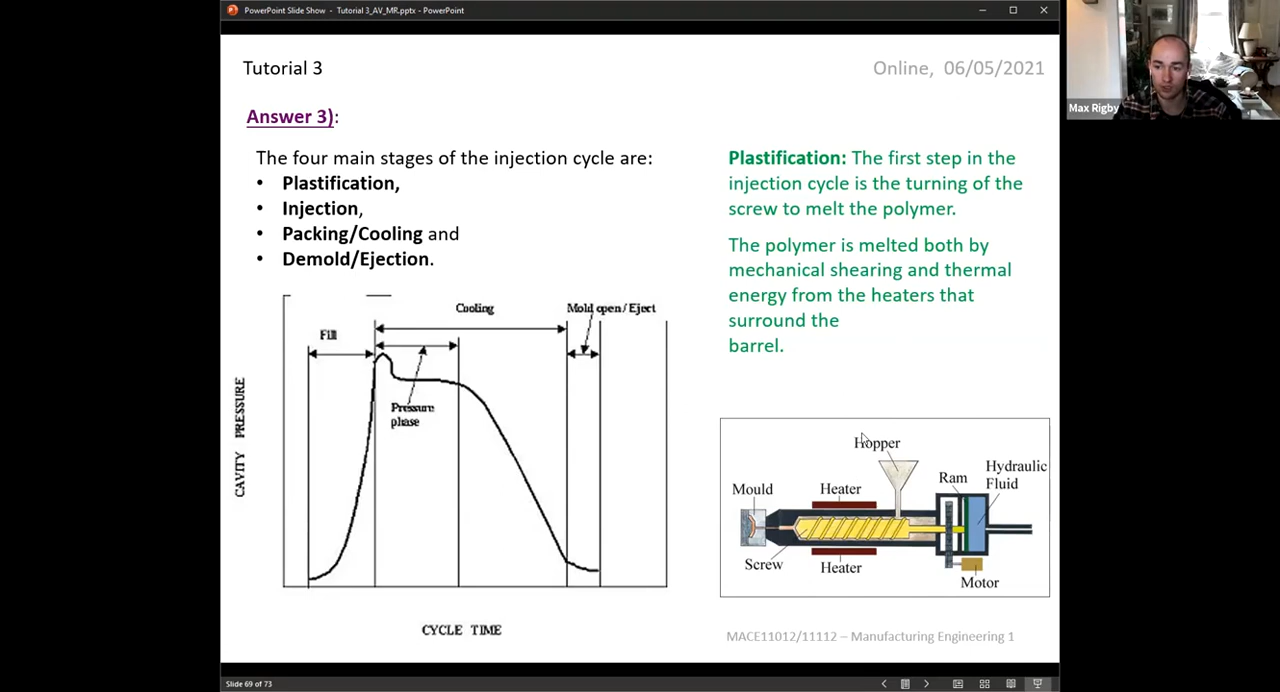 PowerPoint Slide Show - Tutorial 3_AV_MR.pptx - PowerPoint
Max Rigby
Tutorial 3
Online, 06/05/2021
Answer 3):
The four main stages of the injection cycle are:
• Plastification,
• Injection,
• Packing/Cooling and
• Demold/Ejection.
Plastification: The first step in the
injection cycle is the turning of the
screw to melt the polymer.
The polymer is melted both by
mechanical shearing and thermal
energy from the heaters that
surround the
barrel.
Cooling
Mold open/Eject
Fill
Pressure
phase
CAVITY PRESSURE
CYCLE TIME
Hopper
Hydraulic
Fluid
Ram
Mould
Heater
Screw
Heater
Motor
MACE11012/11112 – Manufacturing Engineering 1
Slide 69 of 73